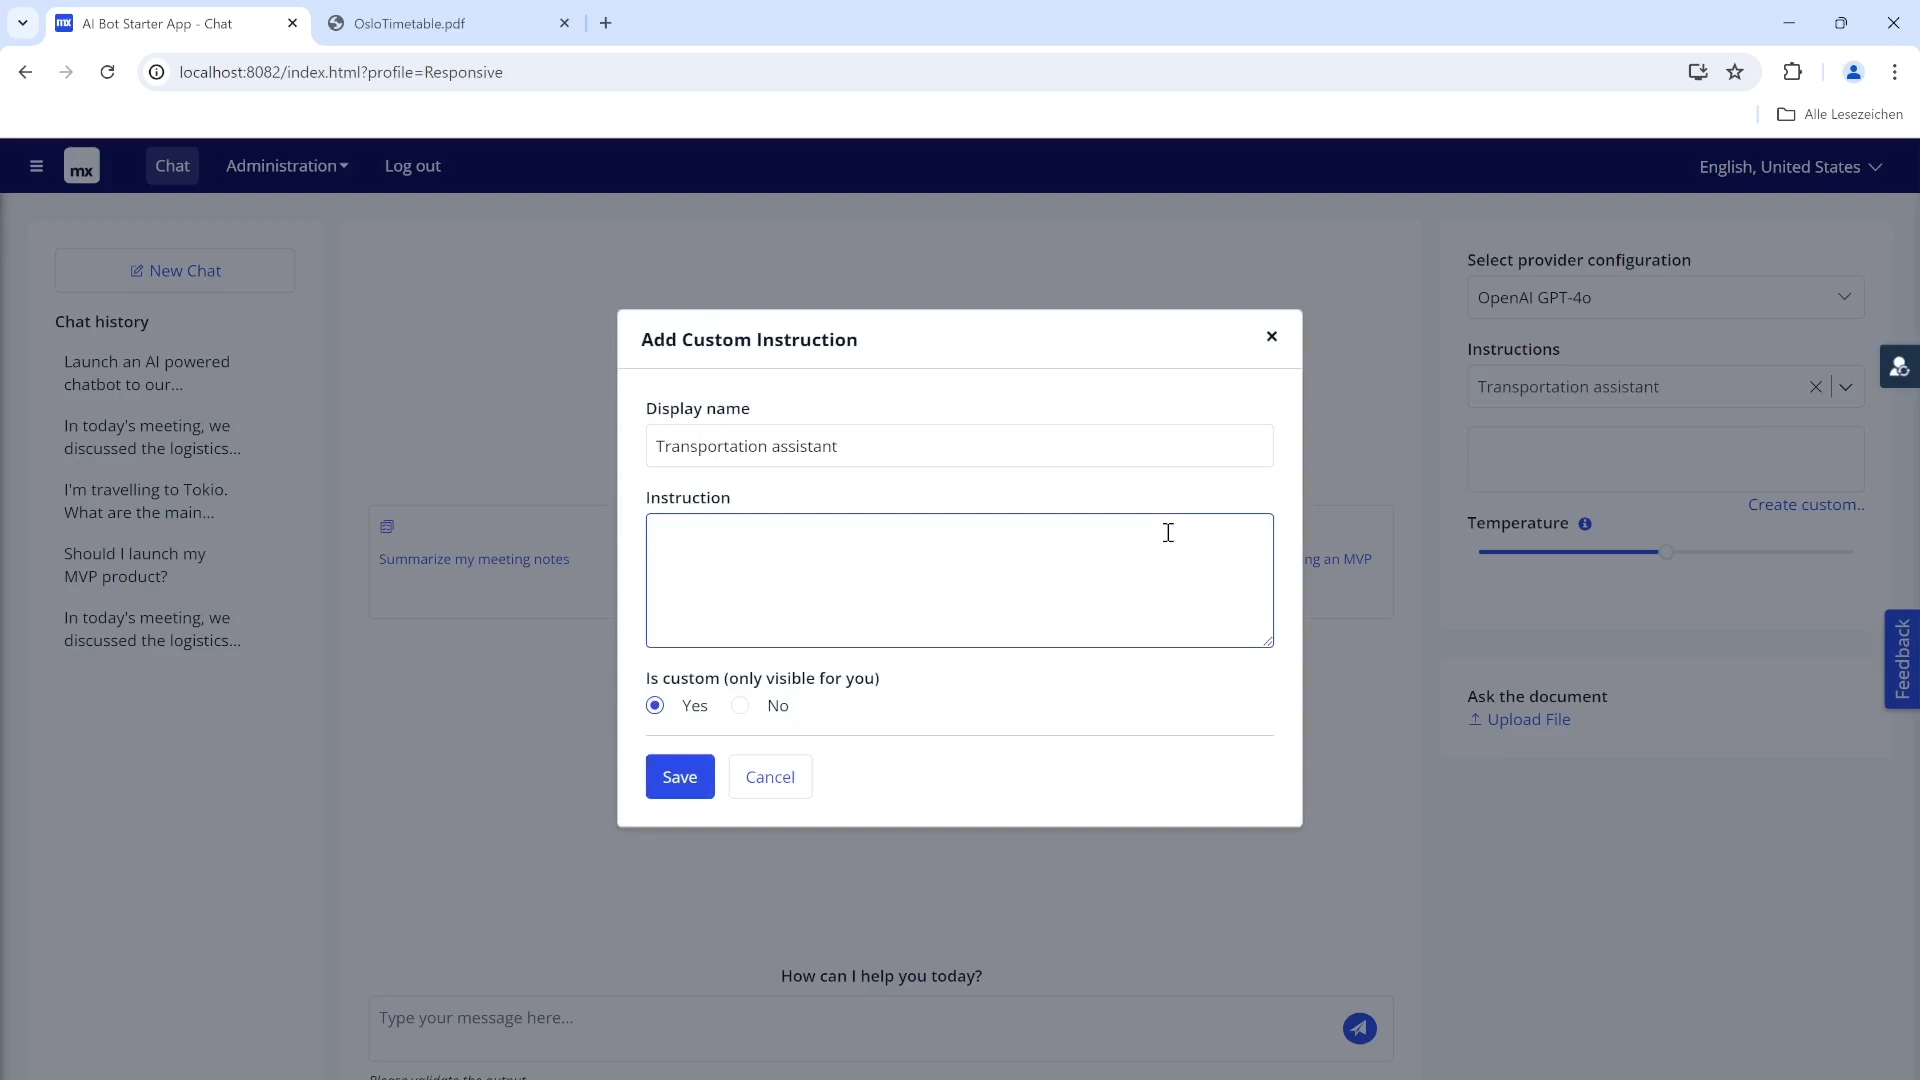 AI Bot Starter App - Chat
OsloTimetable.pdf
localhost:8082/index.html?profile=Responsive
Alle Lesezeichen
mx
Chat
Administration
Log out
English, United States
New Chat
Chat history
Launch an AI powered
chatbot to our...
In today's meeting, we
discussed the logistics...
I'm travelling to Tokio.
What are the main...
Should I launch my
MVP product?
In today's meeting, we
discussed the logistics...
Summarize my meeting notes
ng an MVP
Add Custom Instruction
Display name
Transportation assistant
Instruction
Is custom (only visible for you)
Yes
No
Save
Cancel
How can I help you today?
Type your message here...
Please validate the output
Select provider configuration
OpenAI GPT-4o
Instructions
Transportation assistant
Create custom..
Temperature
Ask the document
Upload File
Feedback